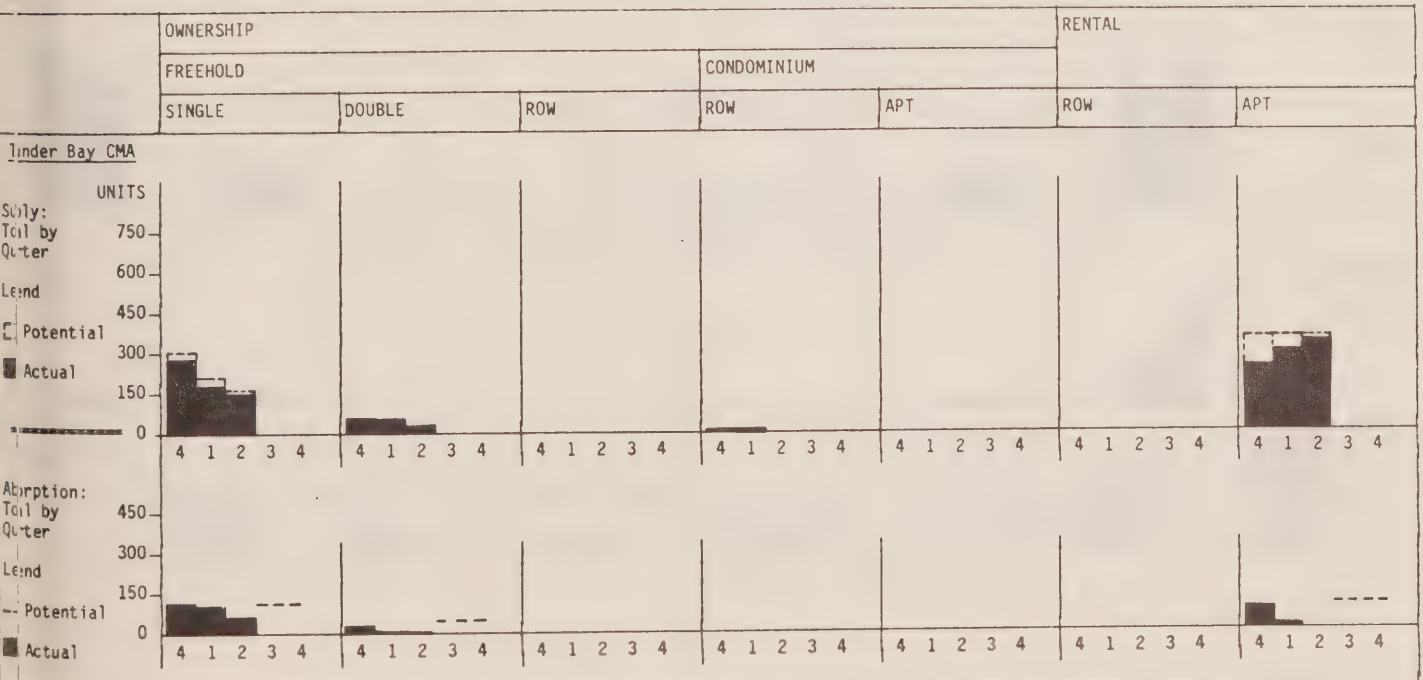 OWNERSHIP RENTAL
FREEHOLD CONDOMINIUM
SINGLE DOUBLE ROW ROW APT ROW APT
Bay CMA
UNITS
by 750
600
450
Potential
300
Actual
150
0
4 1 2 3 4 4 1 2 3 4 4 1 2 3 4 4 1 2 3 4 4 1 2 3 4 4 1 2 3 4 4 1 2 3 4
by 450
300
150
Potential
0
Actual
4 1 2 3 4 4 1 2 3 4 4 1 2 3 4 4 1 2 3 4 4 1 2 3 4 4 1 2 3 4 4 1 2 3 4